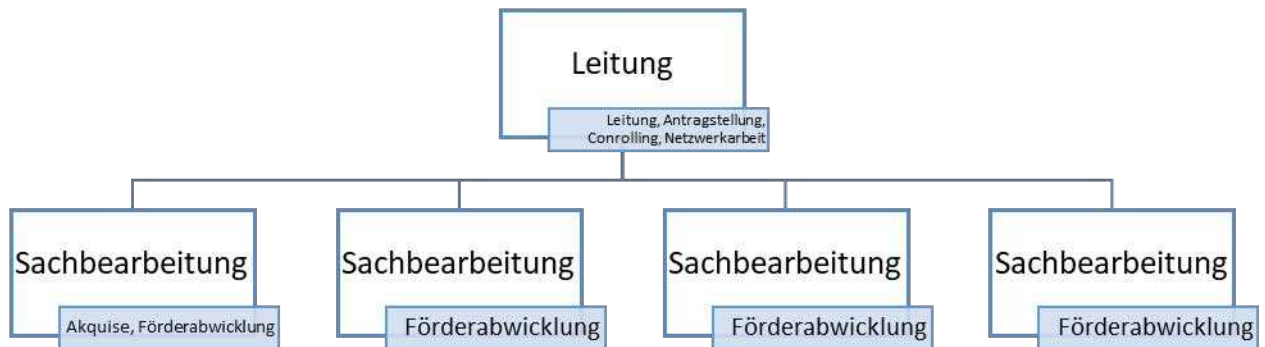 Leitung
Leitung, Antragstellung,
Conrolling, Netzwerkarbeit
Sachbearbeitung
Akquise, Förderabwicklung
Sachbearbeitung
Förderabwicklung
Sachbearbeitung
Förderabwicklung
Sachbearbeitung
Förderabwicklung